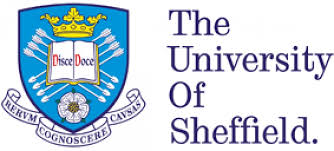 Disce Doce
RERVM
COGNOSCERE
CAVSAS
The
University
Of
Sheffield.